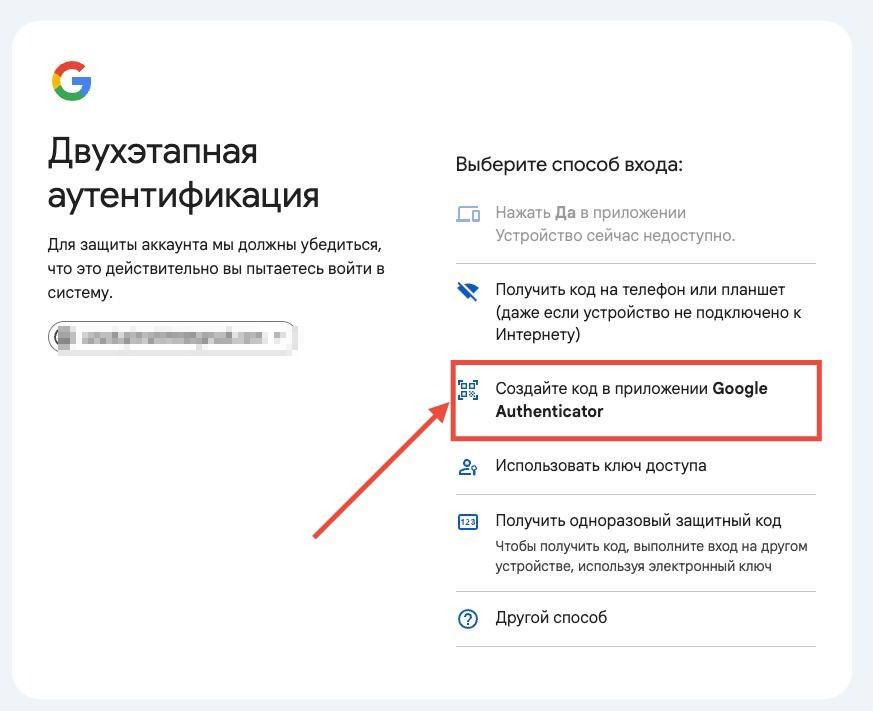 Двухэтапная
аутентификация
Для защиты аккаунта мы должны убедиться,
что это действительно вы пытаетесь войти в
систему.
Выберите способ входа:
Нажать Да в приложении
Устройство сейчас недоступно.
Получить код на телефон или планшет
(даже если устройство не подключено к
Интернету)
Создайте код в приложении Google
Authenticator
Использовать ключ доступа
123
Получить одноразовый защитный код
Чтобы получить код, выполните вход на другом
устройстве, используя электронный ключ
Другой способ